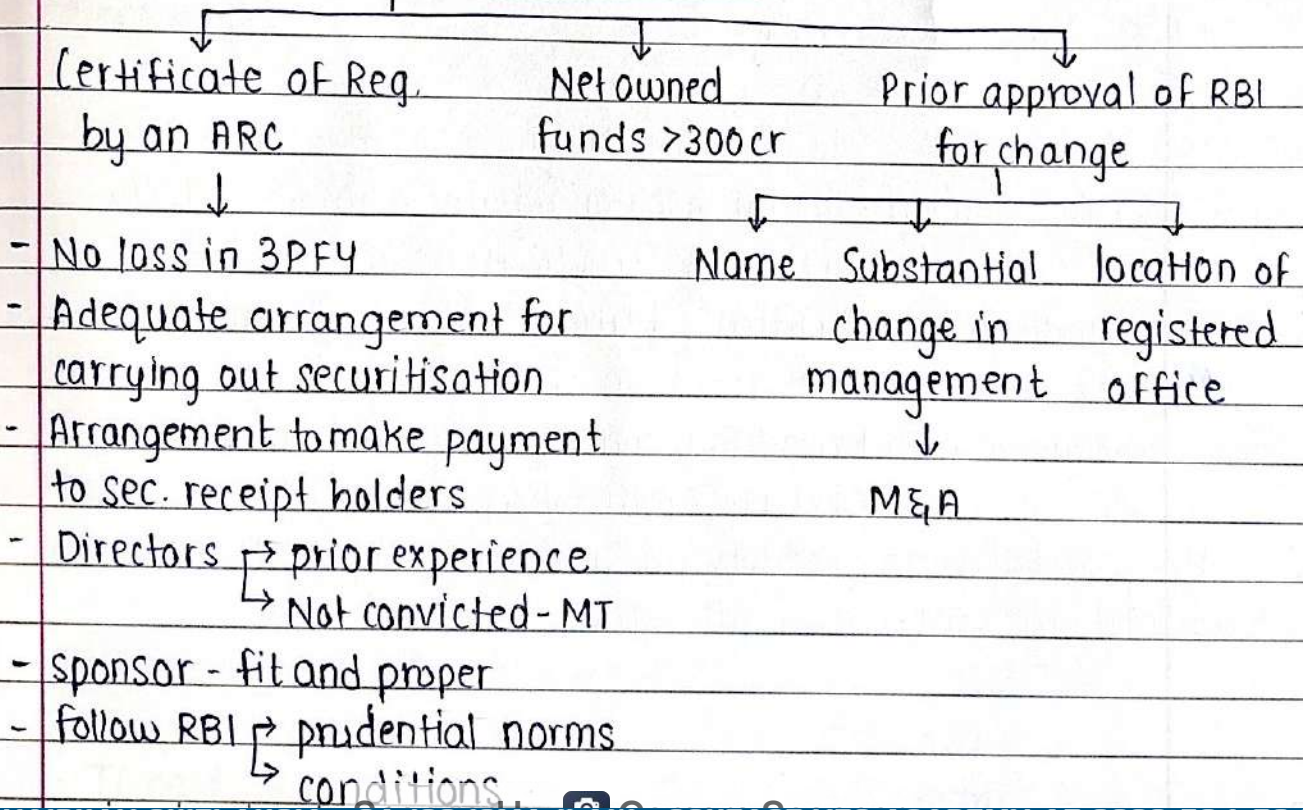 Certificate of Reg.
by an ARC
Net owned
funds >300cr
Prior approval of RBI
for change
- No loss in 3PFY
- Adequate arrangement for
carrying out securitisation
- Arrangement to make payment
to sec. receipt holders
- Directors → prior experience
→ Not convicted - MT
- sponsor - fit and proper
- follow RBI → prudential norms
→ conditions
Name
Substantial
change in
management
↓
M & A
location of
registered
office